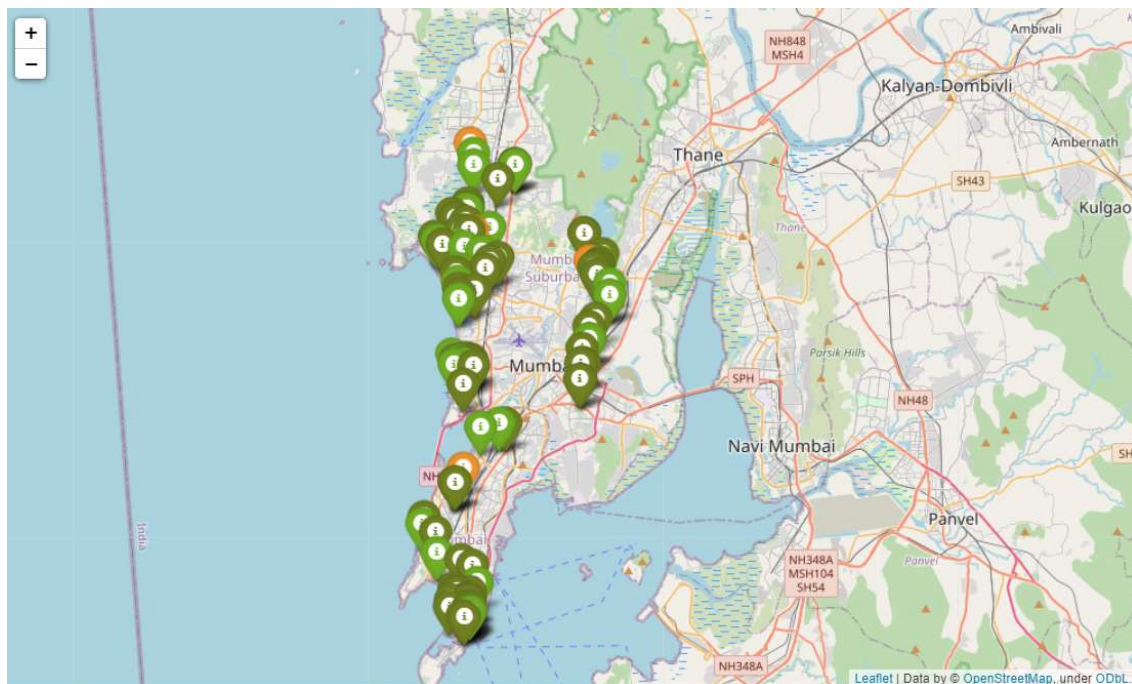 +
−
Ambivali
NH848
MSH4
Kalyan-Dombivli
Ambernath
Thane
SH43
Kulgao
Thane
Mumbai
Suburba
Parsik Hills
Mumba
SPH
NH48
Navi Mumbai
SH
NH
Panvel
India
Panvel
NH348A
MSH104
SH54
NH348A
Leaflet | Data by © OpenStreetMap, under ODbL.